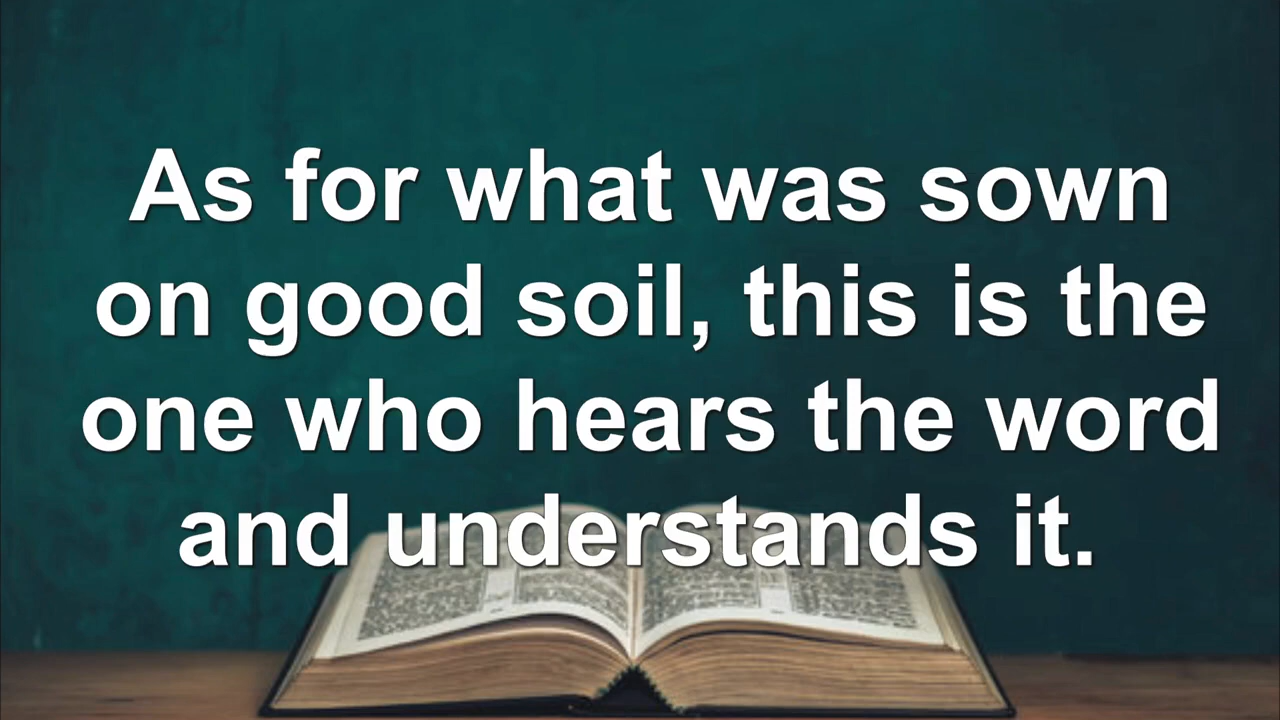 As for what was sown
on good soil, this is the
one who hears the word
and understands it.